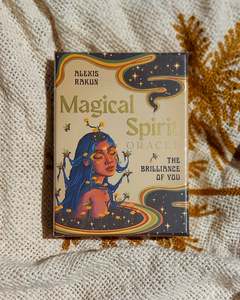 ALEXIS
RAKUN
Magical
Spirit
ORACLE
THE
BRILLIANCE
OF YOU